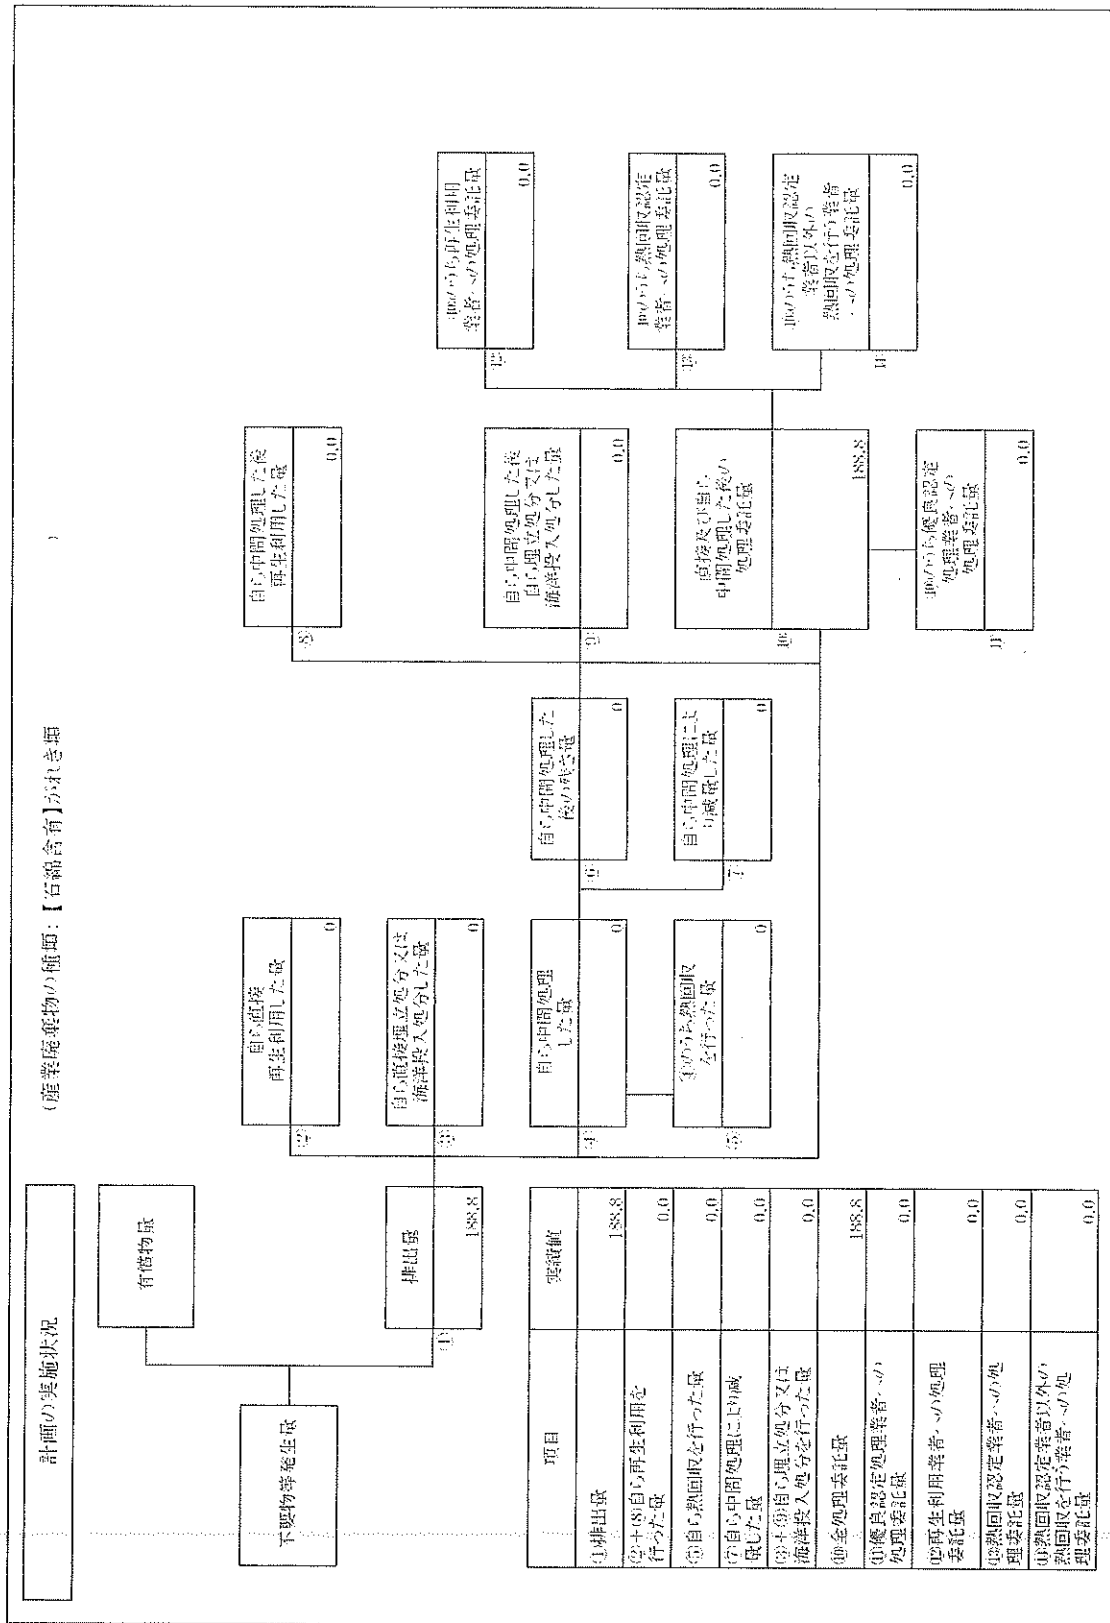 計画の実施状況
(産業廃棄物の種類:【石綿含有】がれき類
)
不要物等発生量
有償物量
①
排出量
188.8
②
自ら直接
再生利用した量
0
③
自ら直接埋立処分又は
海洋投入処分した量
0
④
自ら中間処理
した量
0
⑤
④のうち熱回収
を行った量
0
⑥
自ら中間処理した
後の残さ量
0
⑦
自ら中間処理によ
り減量した量
0
⑧
自ら中間処理した後
再生利用した量
0.0
⑨
自ら中間処理した後
自ら埋立処分又は
海洋投入処分した量
0.0
⑩
直接及び自ら
中間処理した後の
処理委託量
188.8
⑪
⑩のうち優良認定
処理業者への
処理委託量
0.0
⑫
⑩のうち再生利用
業者への処理委託量
0.0
⑬
⑩のうち熱回収認定
業者への処理委託量
0.0
⑭
⑩のうち熱回収認定
業者以外の
熱回収を行う業者
への処理委託量
0.0
項目 実績値
①排出量 188.8
②+⑧自ら再生利用を
行った量 0.0
⑤自ら熱回収を行った量 0.0
⑦自ら中間処理により減
量した量 0.0
③+⑨自ら埋立処分又は
海洋投入処分を行った量 0.0
⑩全処理委託量 188.8
⑪優良認定処理業者への
処理委託量 0.0
⑫再生利用業者への処理
委託量 0.0
⑬熱回収認定業者への処
理委託量 0.0
⑭熱回収認定業者以外の
熱回収を行う業者への処
理委託量 0.0